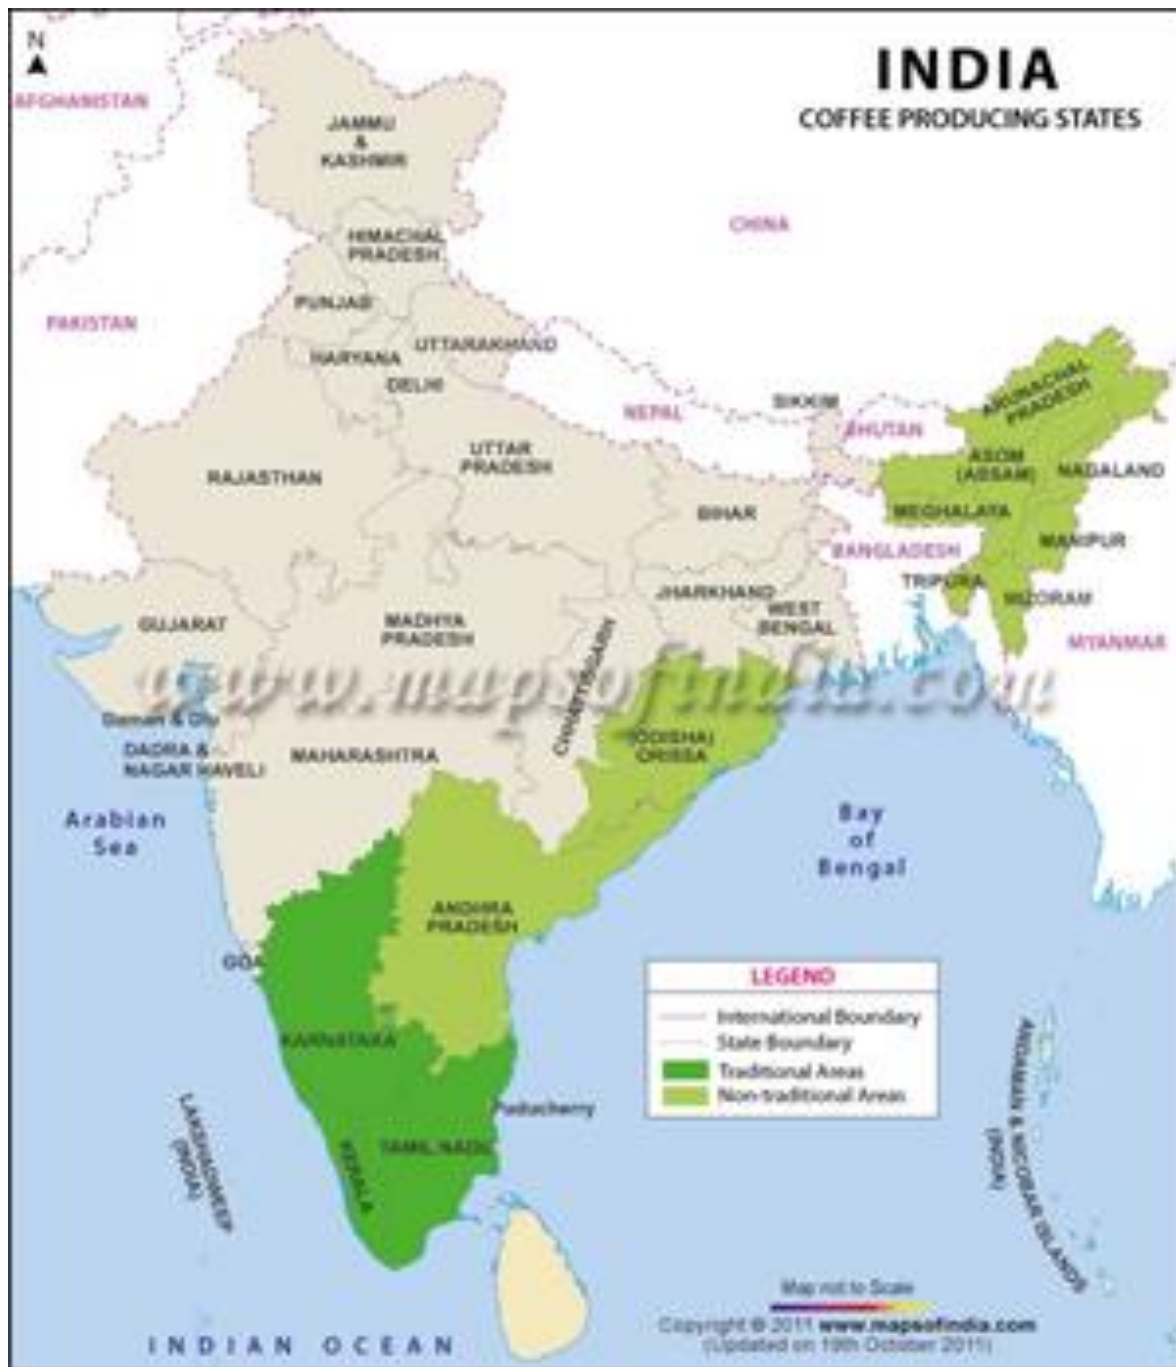 N
INDIA
COFFEE PRODUCING STATES
AFGHANISTAN
JAMMU
&
KASHMIR
CHINA
HIMACHAL
PRADESH
PUNJAB
PAKISTAN
UTTARAKHAND
HARYANA
DELHI
NEPAL
SIKKIM
BHUTAN
ARUNACHAL
PRADESH
RAJASTHAN
UTTAR
PRADESH
ASOM
(ASSAM)
NAGALAND
BIHAR
MEGHALAYA
MANIPUR
BANGLADESH
TRIPURA
MIZORAM
JHARKHAND
WEST
BENGAL
GUJARAT
MADHYA
PRADESH
CHHATTISGARH
MYANMAR
www.mapsofindia.com
Daman & Diu
DADRA &
NAGAR HAVELI
MAHARASHTRA
(ODISHA)
ORISSA
Arabian
Sea
Bay
of
Bengal
ANDHRA
PRADESH
GOA
KARNATAKA
LEGEND
International Boundary
State Boundary
Traditional Areas
Non-traditional Areas
Puducherry
TAMIL NADU
KERALA
LAKSHADWEEP
(INDIA)
ANDAMAN & NICOBAR ISLANDS
(INDIA)
Map not to Scale
Copyright © 2011 www.mapsofindia.com
(Updated on 19th October 2011)
INDIAN OCEAN